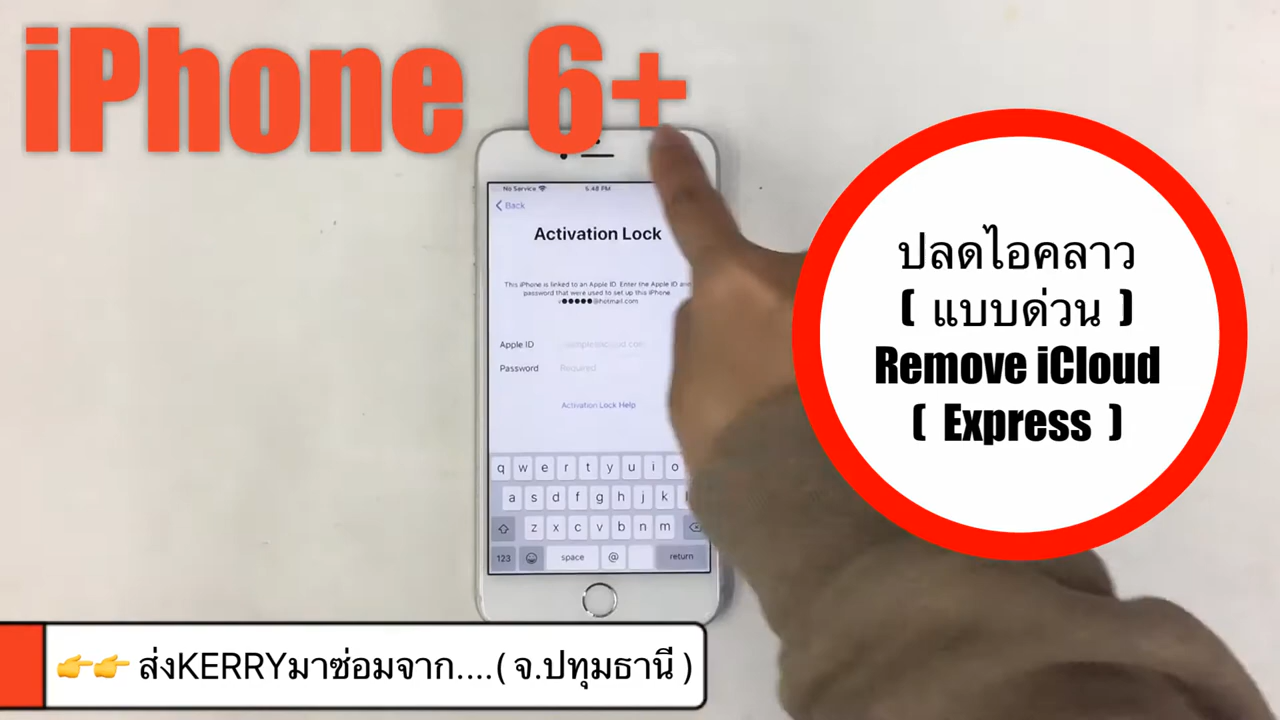 iPhone 6+
No Service 5:48 PM
Back
Activation Lock
This iPhone is linked to an Apple ID. Enter the Apple ID and
password that were used to set up this iPhone.
●●●●●@hotmail.com
Apple ID
Password Required
Activation Lock Help
q w e r t y u i o
a s d f g h j k l
z x c v b n m
123 space @ return
ปลดไอคลาว
( แบบด่วน )
Remove iCloud
( Express )
👉👉 ส่งKERRYมาซ่อมจาก....( จ.ปทุมธานี )